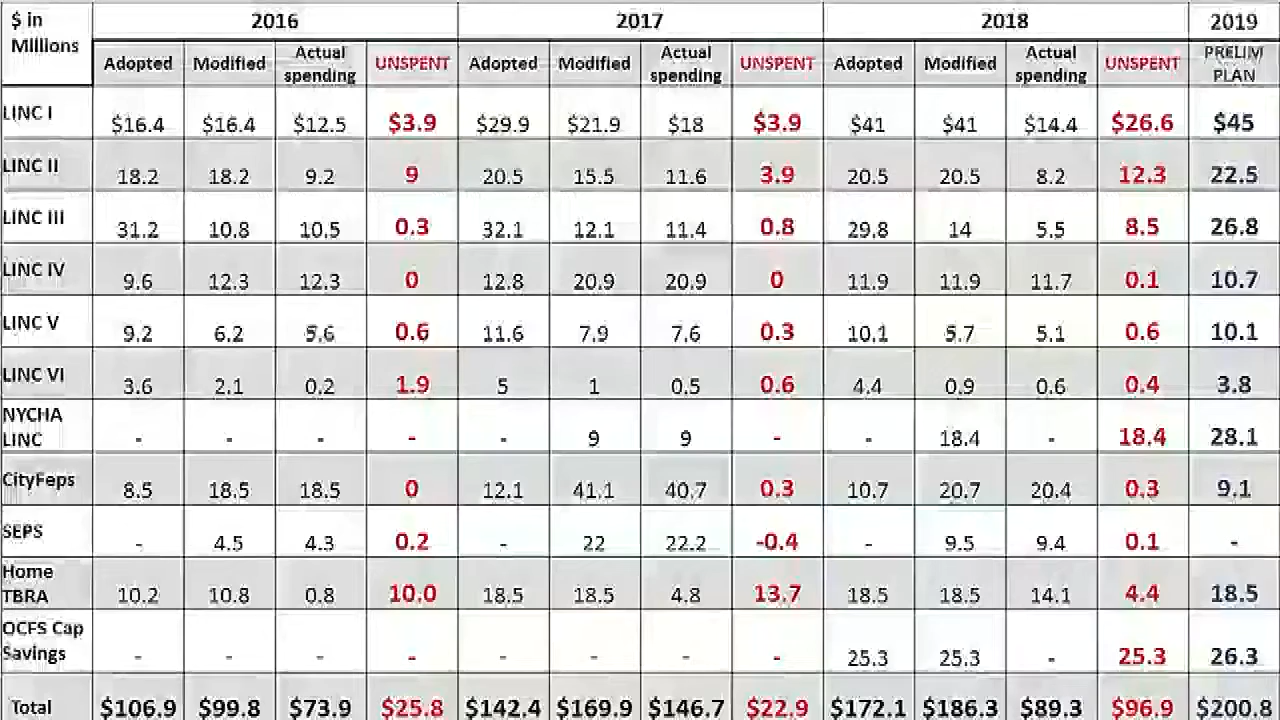 $ in Millions 2016 2017 2018 2019
Adopted Modified Actual spending UNSPENT Adopted Modified Actual spending UNSPENT Adopted Modified Actual spending UNSPENT PRELIM PLAN
LINC I $16.4 $16.4 $12.5 $3.9 $29.9 $21.9 $18 $3.9 $41 $41 $14.4 $26.6 $45
LINC II 18.2 18.2 9.2 9 20.5 15.5 11.6 3.9 20.5 20.5 8.2 12.3 22.5
LINC III 31.2 10.8 10.5 0.3 32.1 12.1 11.4 0.8 29.8 14 5.5 8.5 26.8
LINC IV 9.6 12.3 12.3 0 12.8 20.9 20.9 0 11.9 11.9 11.7 0.1 10.7
LINC V 9.2 6.2 5.6 0.6 11.6 7.9 7.6 0.3 10.1 5.7 5.1 0.6 10.1
LINC VI 3.6 2.1 0.2 1.9 5 1 0.5 0.6 4.4 0.9 0.6 0.4 3.8
NYCHA LINC - - - - - 9 9 - - 18.4 - 18.4 28.1
CityFeps 8.5 18.5 18.5 0 12.1 41.1 40.7 0.3 10.7 20.7 20.4 0.3 9.1
SEPS - 4.5 4.3 0.2 - 22 22.2 -0.4 - 9.5 9.4 0.1 -
Home TBRA 10.2 10.8 0.8 10.0 18.5 18.5 4.8 13.7 18.5 18.5 14.1 4.4 18.5
OCFS Cap Savings - - - - - - - - 25.3 25.3 - 25.3 26.3
Total $106.9 $99.8 $73.9 $25.8 $142.4 $169.9 $146.7 $22.9 $172.1 $186.3 $89.3 $96.9 $200.8